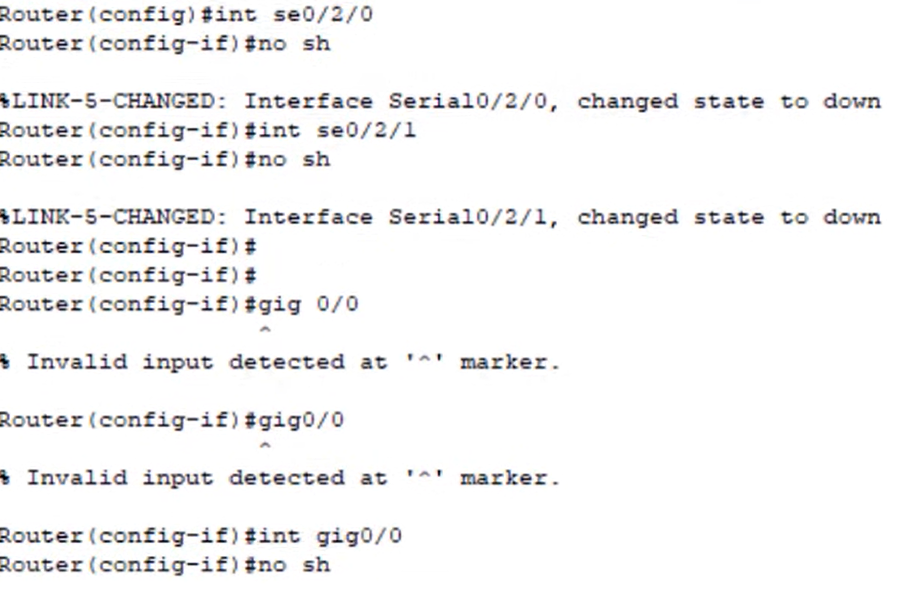 Router(config)#int se0/2/0
Router(config-if)#no sh
%LINK-5-CHANGED: Interface Serial0/2/0, changed state to down
Router(config-if)#int se0/2/1
Router(config-if)#no sh
%LINK-5-CHANGED: Interface Serial0/2/1, changed state to down
Router(config-if)#
Router(config-if)#
Router(config-if)#gig 0/0
^
% Invalid input detected at '^' marker.
Router(config-if)#gig0/0
^
% Invalid input detected at '^' marker.
Router(config-if)#int gig0/0
Router(config-if)#no sh